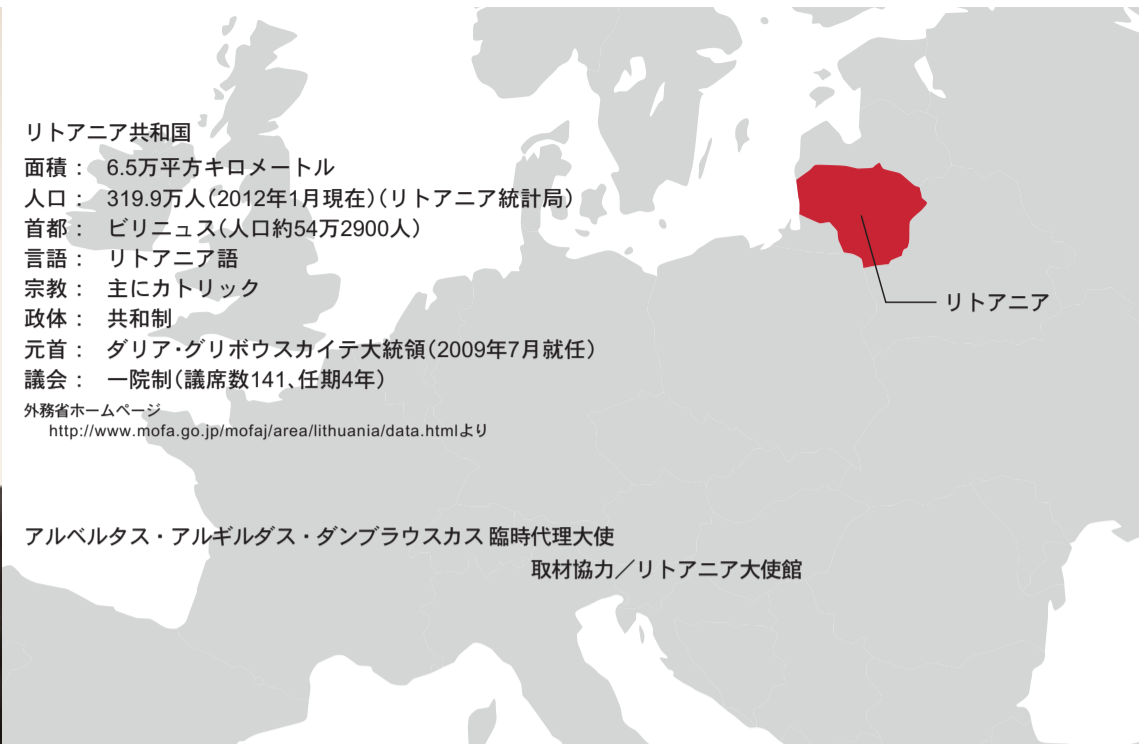 リトアニア共和国
面積： 6.5万平方キロメートル
人口： 319.9万人（2012年1月現在）（リトアニア統計局）
首都： ビリニュス（人口約54万2900人）
言語： リトアニア語
宗教： 主にカトリック
政体： 共和制
元首： ダリア・グリボウスカイテ大統領（2009年7月就任）
議会： 一院制（議席数141、任期4年）
外務省ホームページ
http://www.mofa.go.jp/mofaj/area/lithuania/data.htmlより
リトアニア
アルベルタス・アルギルダス・ダンブラウスカス 臨時代理大使
取材協力／リトアニア大使館